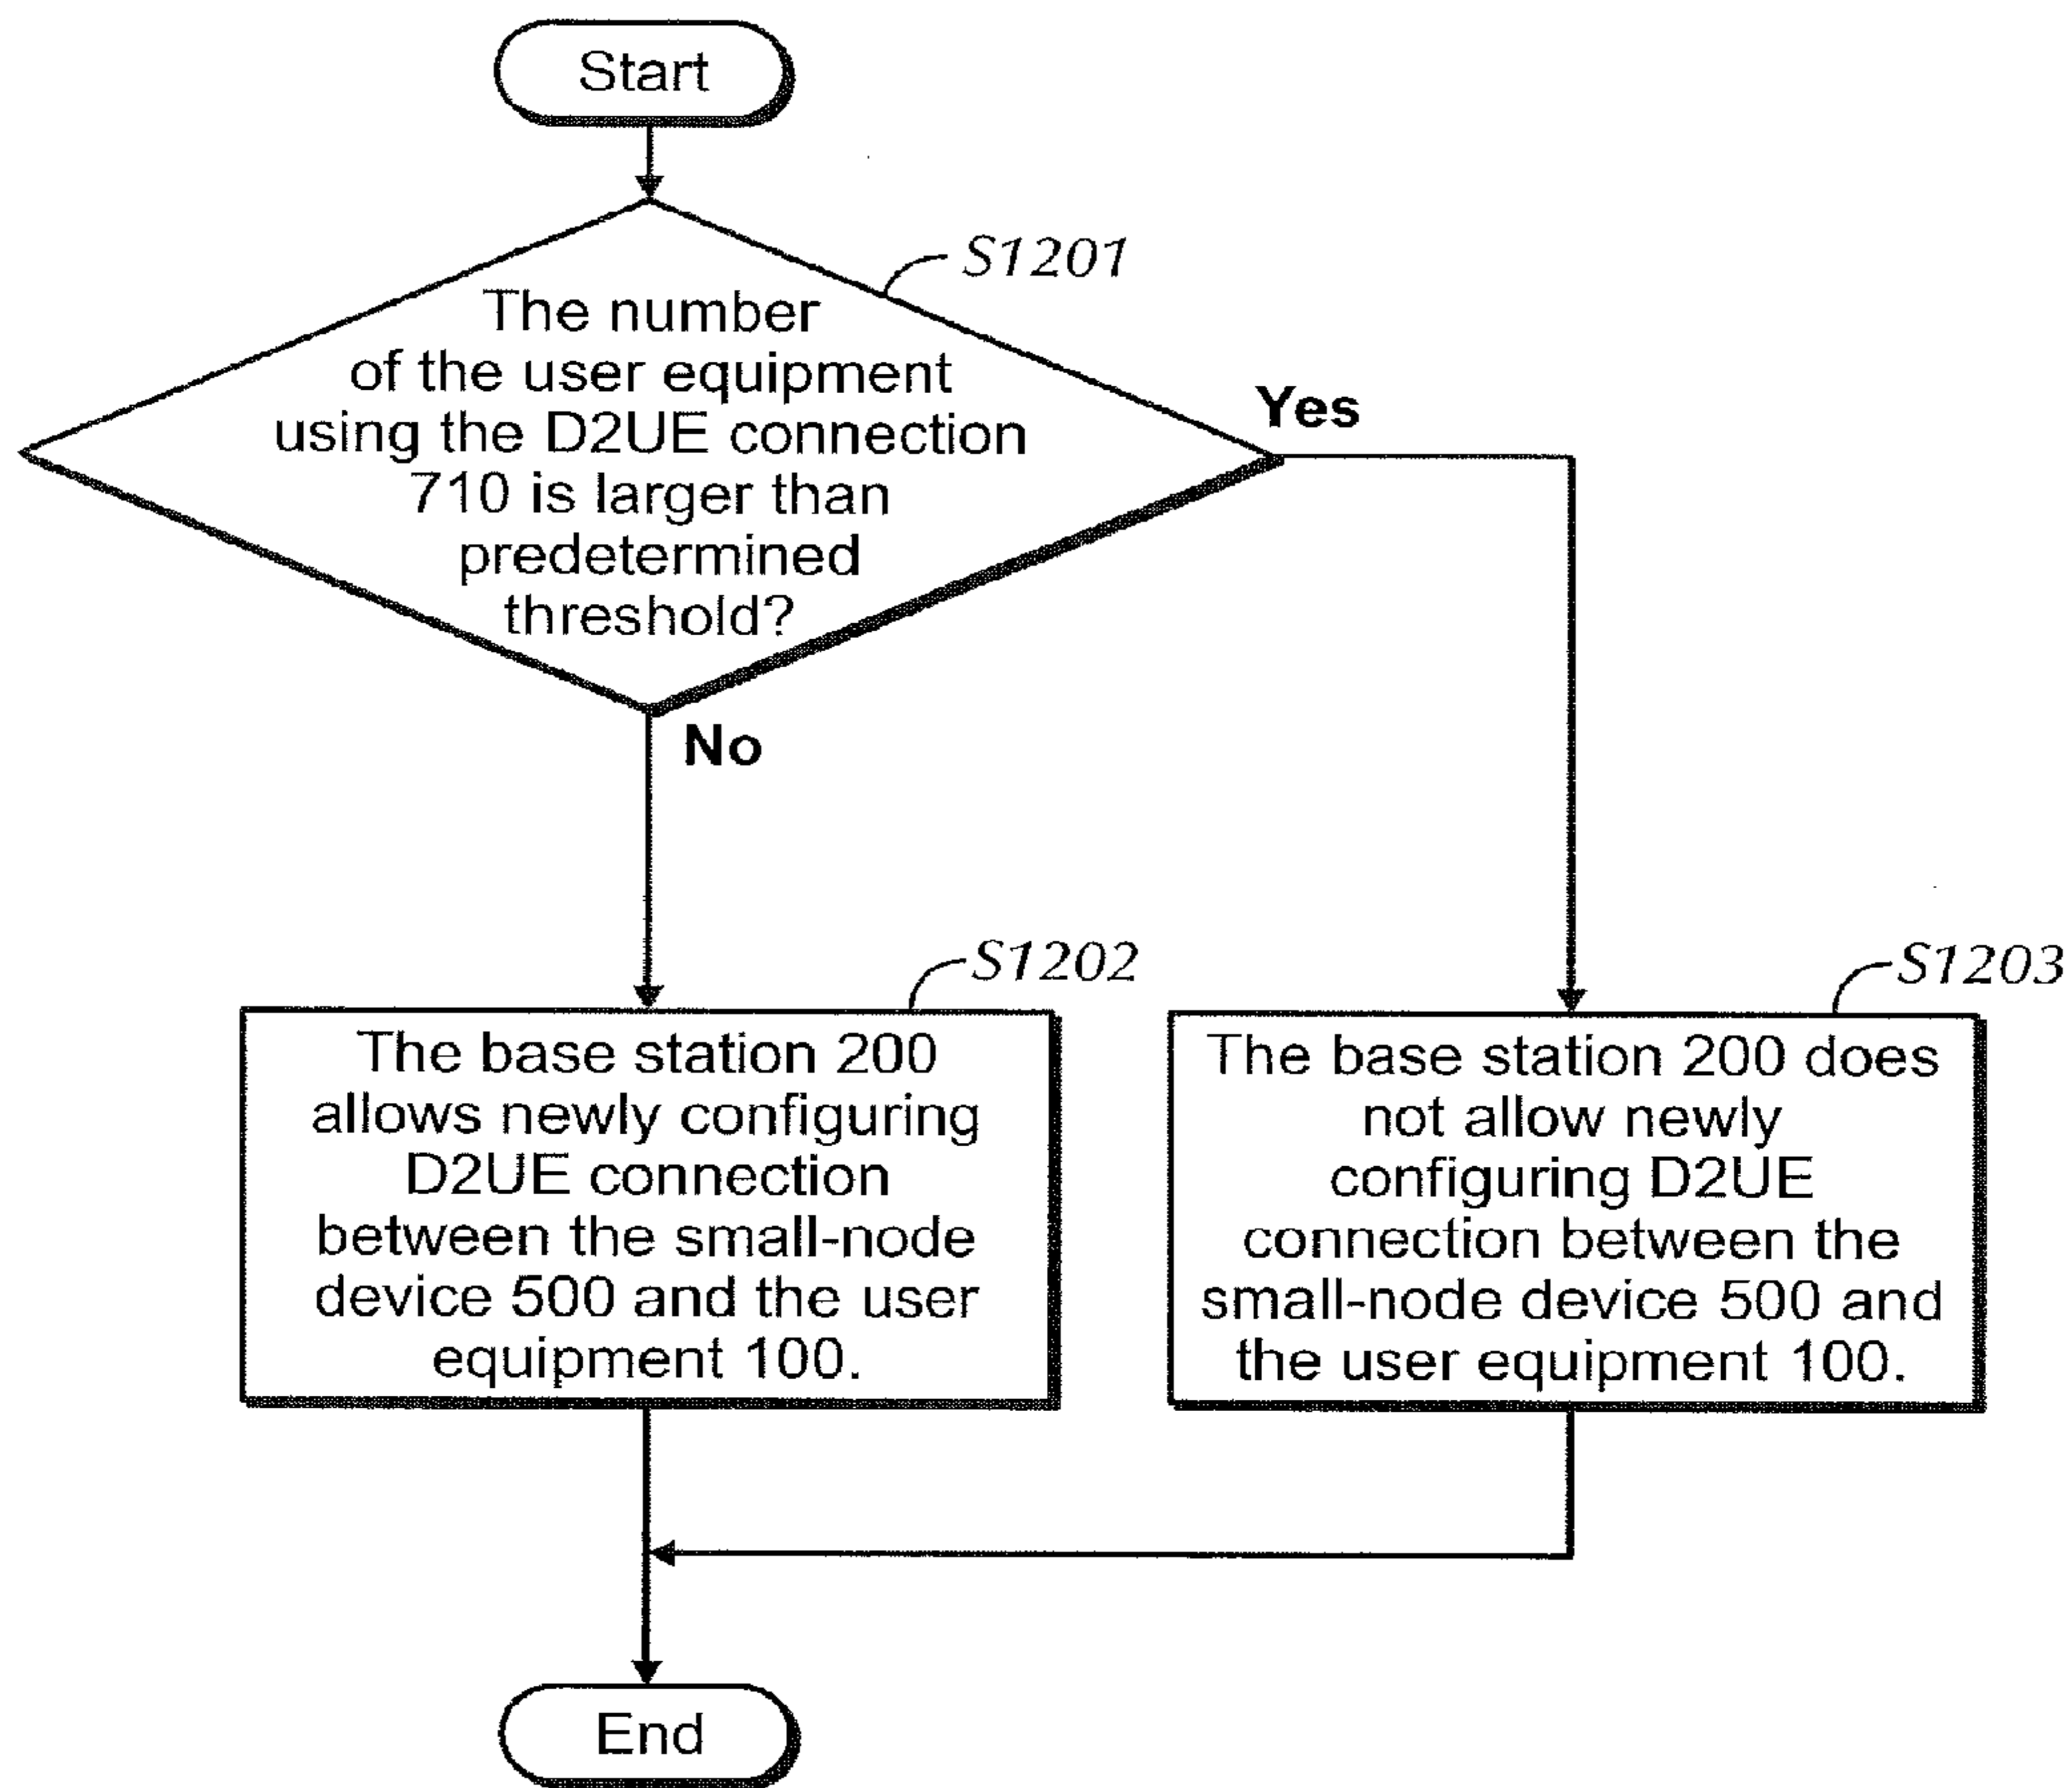 Start
S1201
The number
of the user equipment
using the D2UE connection
710 is larger than
predetermined
threshold?
Yes
No
S1202
The base station 200
allows newly configuring
D2UE connection
between the small-node
device 500 and the user
equipment 100.
S1203
The base station 200 does
not allow newly
configuring D2UE
connection between the
small-node device 500 and
the user equipment 100.
End